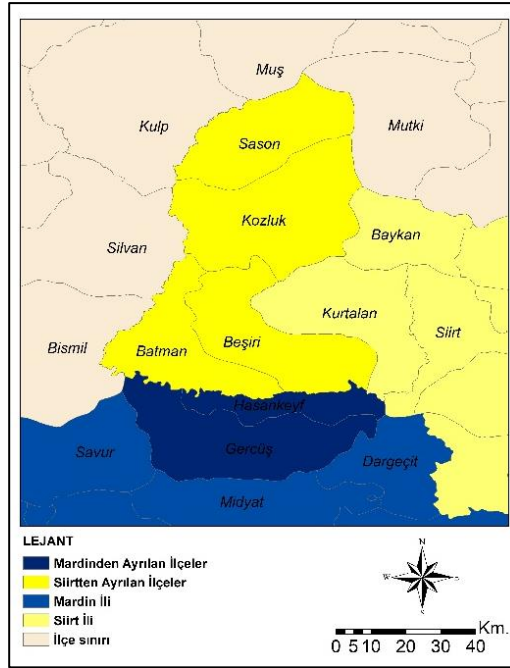 Muş
Kulp
Mutki
Sason
Kozluk
Baykan
Silvan
Kurtalan
Siirt
Bismil
Batman
Beşiri
Hasankeyf
Savur
Gercüş
Dargeçit
Midyat
LEJANT
Mardinden Ayrılan İlçeler
Siirtten Ayrılan İlçeler
Mardin İli
Siirt İli
İlçe sınırı
N
W E
S
Km.
0 5 10 20 30 40